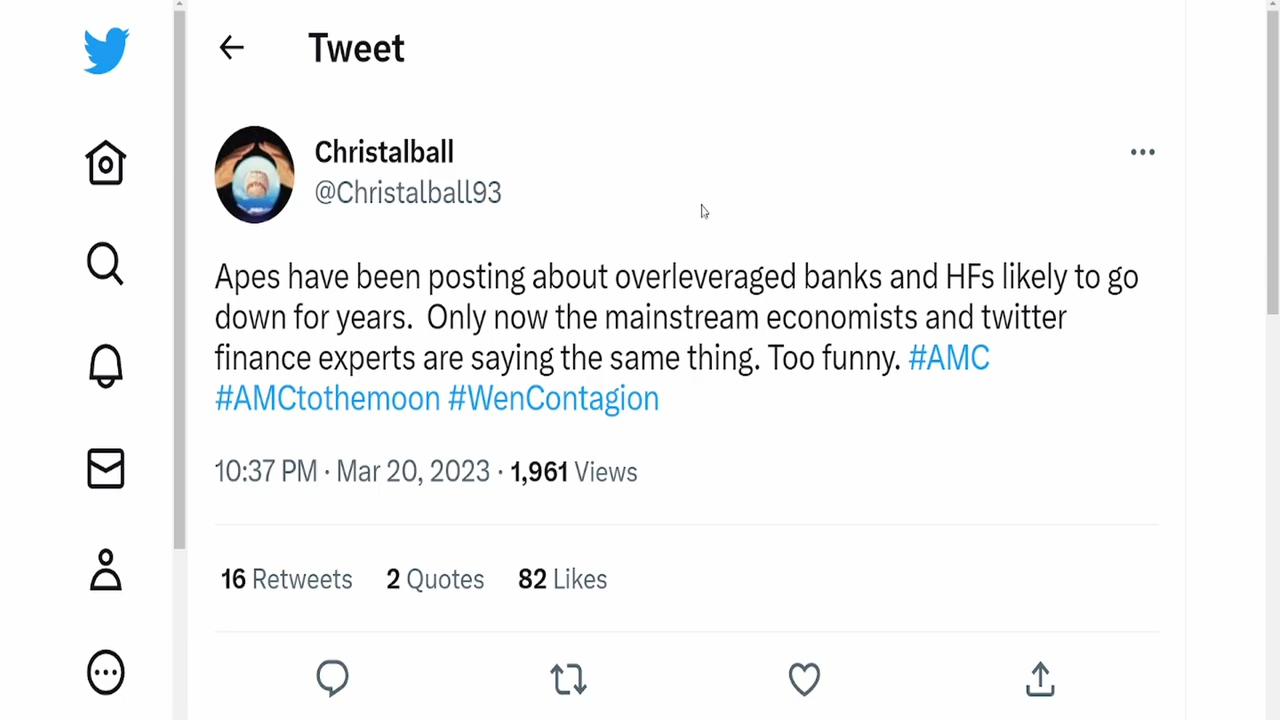 Tweet
Christalball
@Christalball93
Apes have been posting about overleveraged banks and HFs likely to go
down for years.  Only now the mainstream economists and twitter
finance experts are saying the same thing. Too funny. #AMC
#AMCtothemoon #WenContagion
10:37 PM · Mar 20, 2023 · 1,961 Views
16 Retweets 2 Quotes 82 Likes